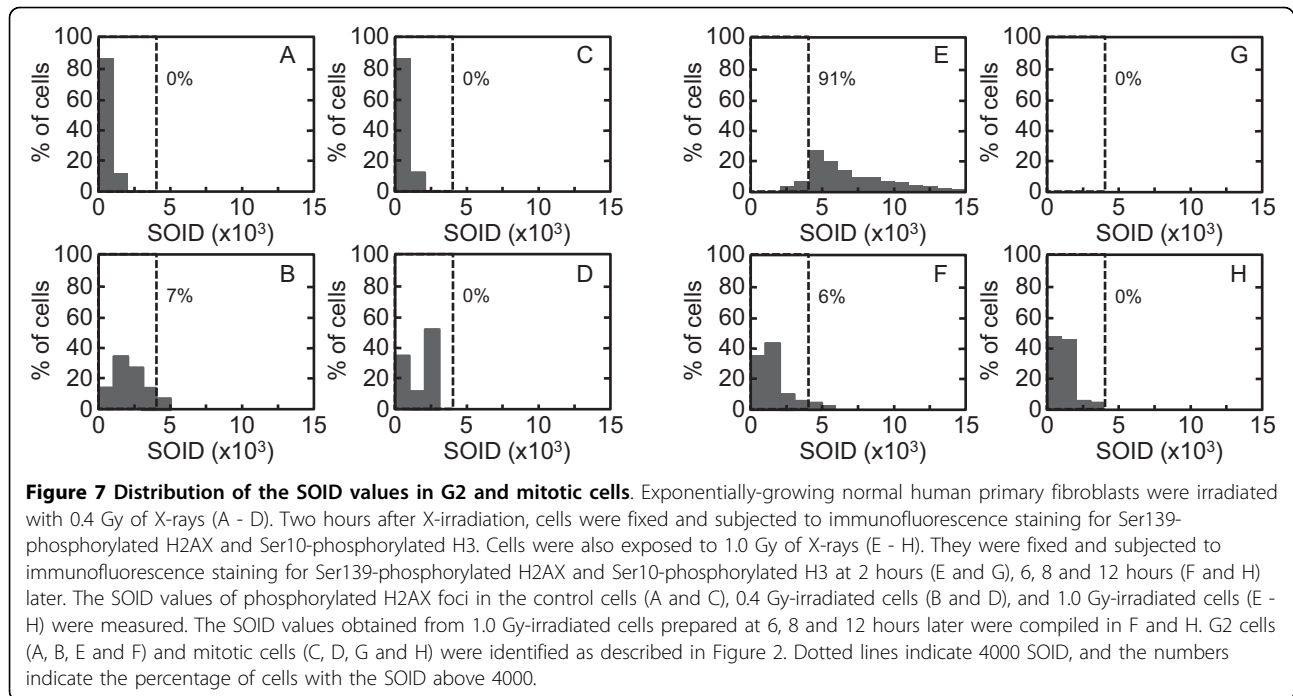 100 80 60 40 20 0
% of cells
A
0%
0 5 10 15
SOID (x10³)
100 80 60 40 20 0
% of cells
C
0%
0 5 10 15
SOID (x10³)
100 80 60 40 20 0
% of cells
E
91%
0 5 10 15
SOID (x10³)
100 80 60 40 20 0
% of cells
G
0%
0 5 10 15
SOID (x10³)
100 80 60 40 20 0
% of cells
B
7%
0 5 10 15
SOID (x10³)
100 80 60 40 20 0
% of cells
D
0%
0 5 10 15
SOID (x10³)
100 80 60 40 20 0
% of cells
F
6%
0 5 10 15
SOID (x10³)
100 80 60 40 20 0
% of cells
H
0%
0 5 10 15
SOID (x10³)
Figure 7 Distribution of the SOID values in G2 and mitotic cells. Exponentially-growing normal human primary fibroblasts were irradiated
with 0.4 Gy of X-rays (A - D). Two hours after X-irradiation, cells were fixed and subjected to immunofluorescence staining for Ser139-
phosphorylated H2AX and Ser10-phosphorylated H3. Cells were also exposed to 1.0 Gy of X-rays (E - H). They were fixed and subjected to
immunofluorescence staining for Ser139-phosphorylated H2AX and Ser10-phosphorylated H3 at 2 hours (E and G), 6, 8 and 12 hours (F and H)
later. The SOID values of phosphorylated H2AX foci in the control cells (A and C), 0.4 Gy-irradiated cells (B and D), and 1.0 Gy-irradiated cells (E -
H) were measured. The SOID values obtained from 1.0 Gy-irradiated cells prepared at 6, 8 and 12 hours later were compiled in F and H. G2 cells
(A, B, E and F) and mitotic cells (C, D, G and H) were identified as described in Figure 2. Dotted lines indicate 4000 SOID, and the numbers
indicate the percentage of cells with the SOID above 4000.